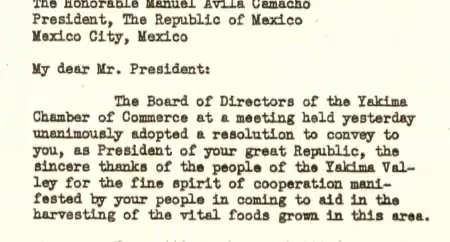 The Honorable Manuel Avila Camacho
President, The Republic of Mexico
Mexico City, Mexico
My dear Mr. President:
The Board of Directors of the Yakima
Chamber of Commerce at a meeting held yesterday
unanimously adopted a resolution to convey to
you, as President of your great Republic, the
sincere thanks of the people of the Yakima Val-
ley for the fine spirit of cooperation mani-
fested by your people in coming to aid in the
harvesting of the vital foods grown in this area.